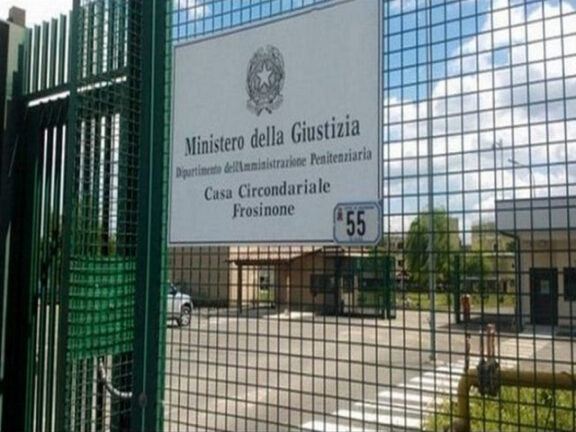 Ministero della Giustizia
Dipartimento dell'Amministrazione Penitenziaria
Casa Circondariale
Frosinone
55